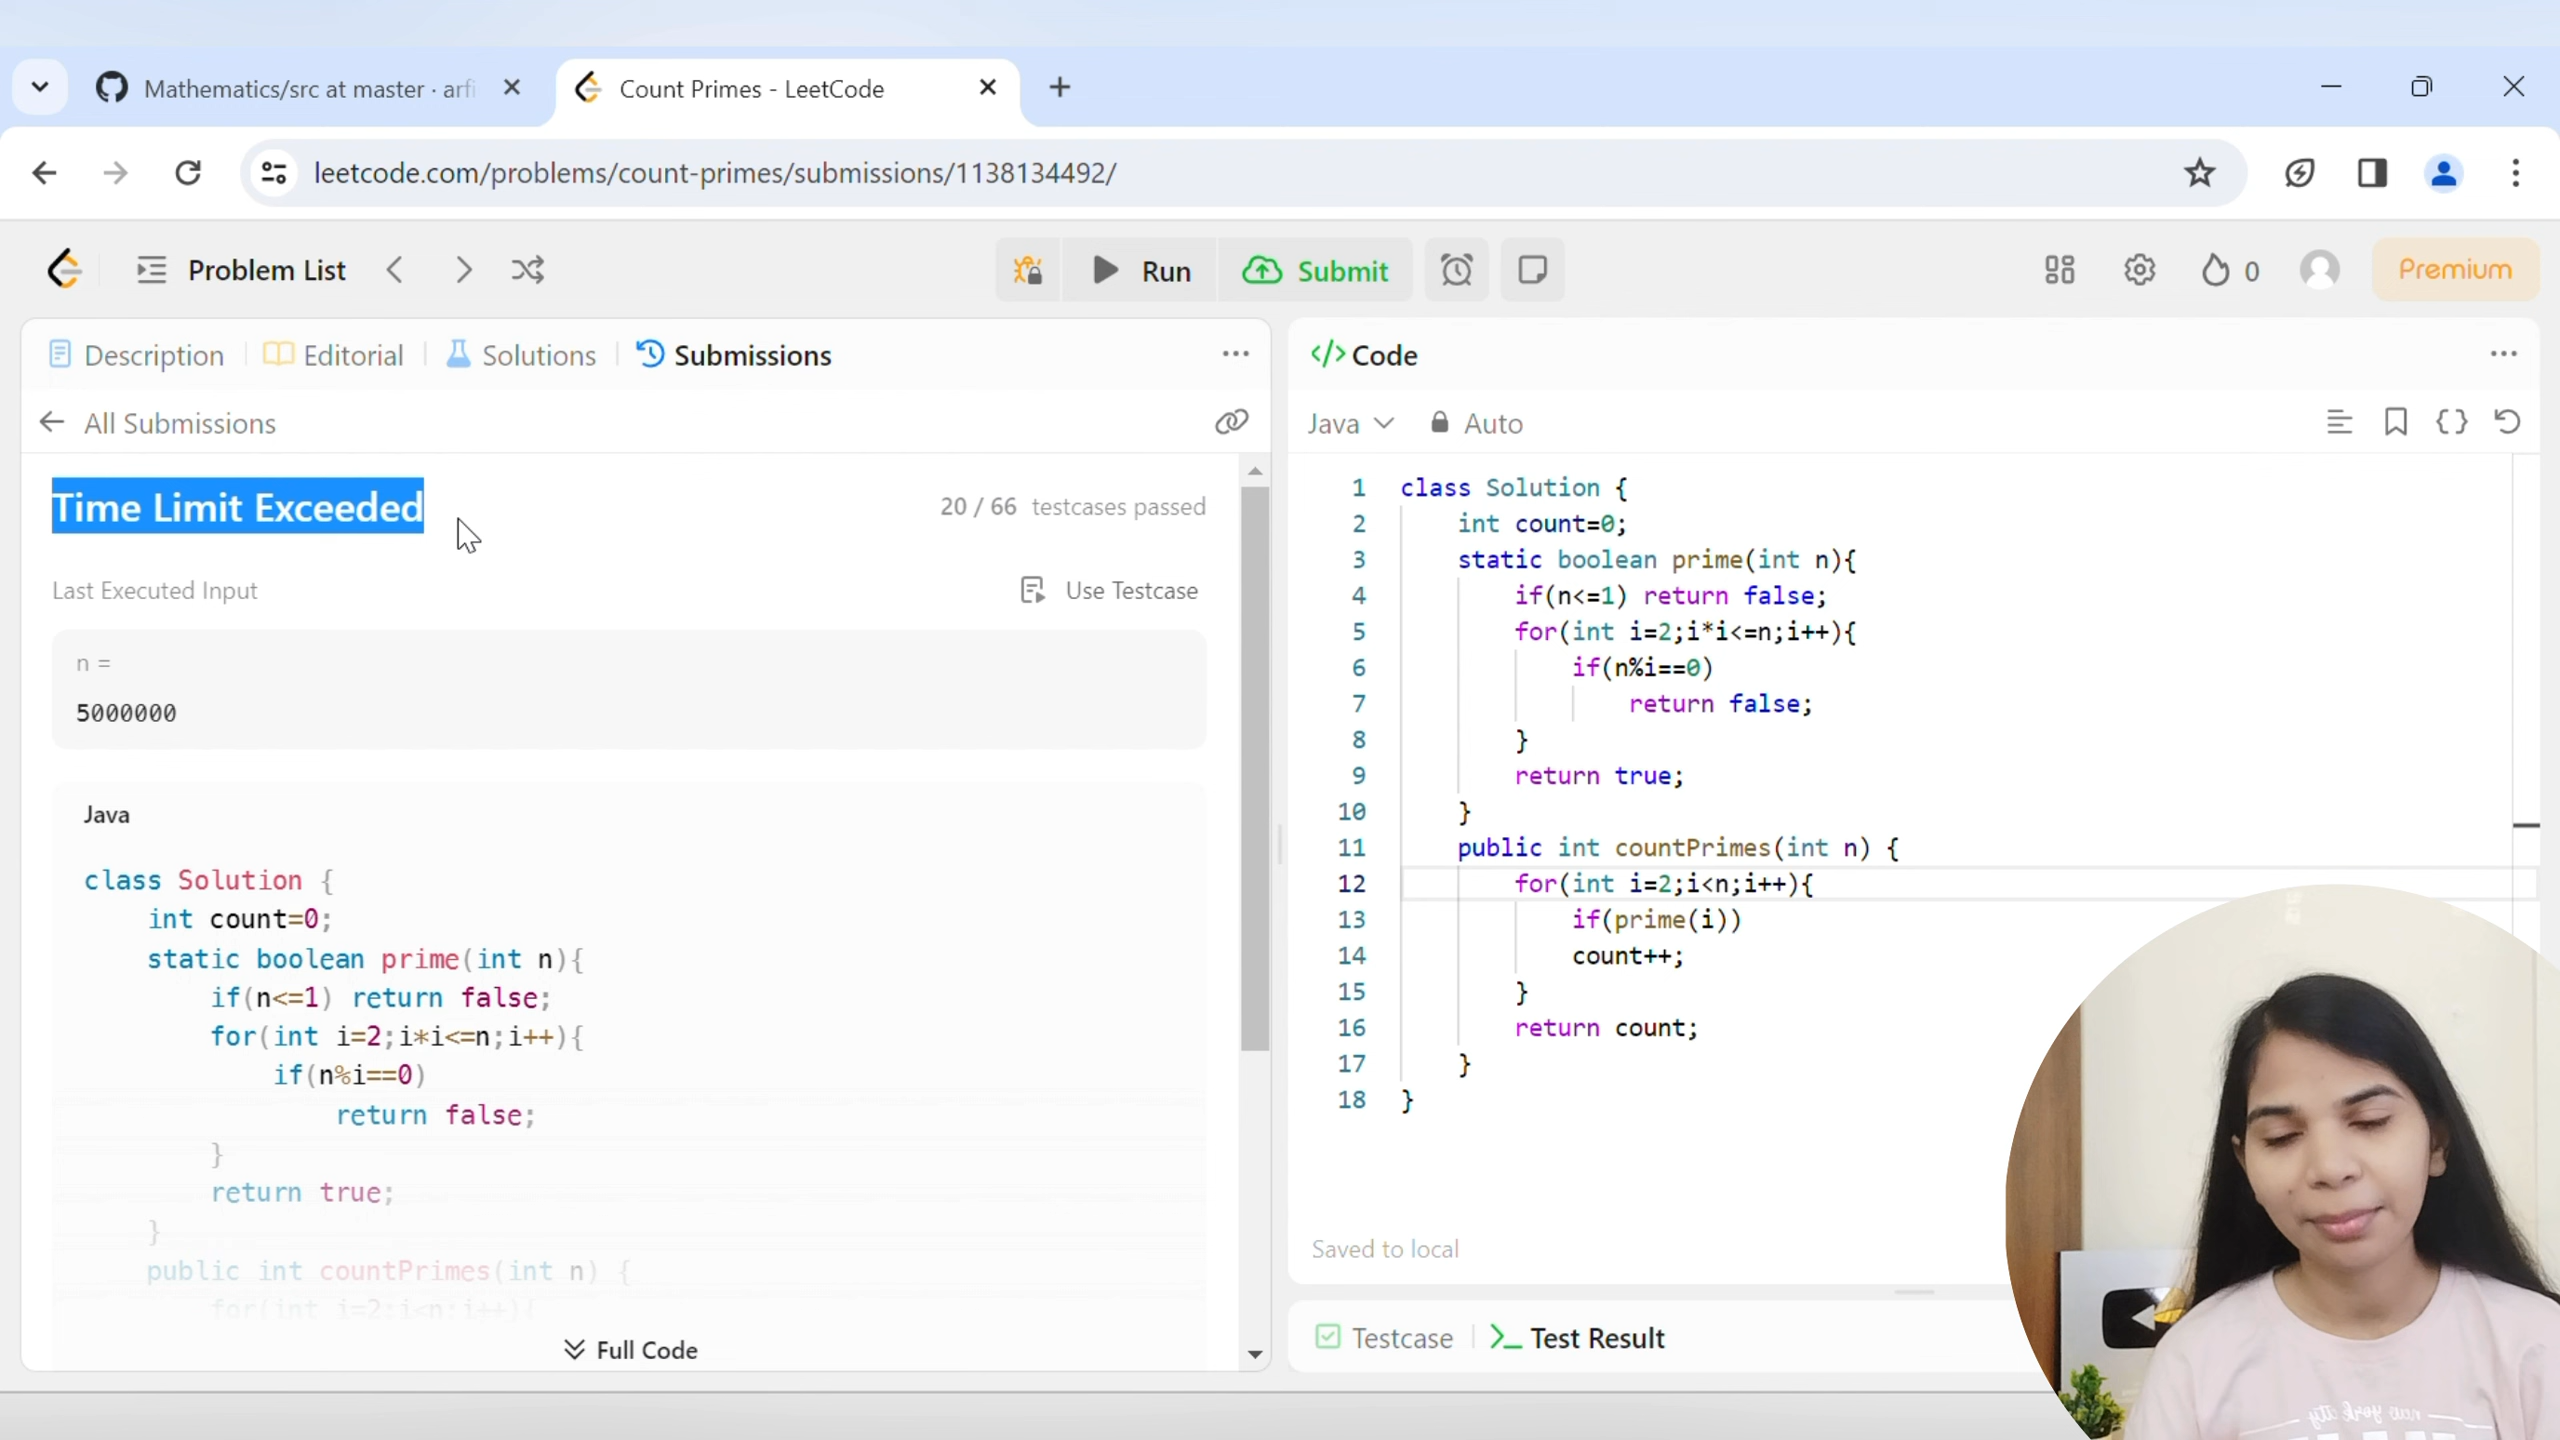 Mathematics/src at master · arfi
Count Primes - LeetCode
leetcode.com/problems/count-primes/submissions/1138134492/
Problem List
Run
Submit
0
Premium
Description
Editorial
Solutions
Submissions
All Submissions
Time Limit Exceeded
20 / 66 testcases passed
Last Executed Input
Use Testcase
n =
5000000
Java
class Solution {
int count=0;
static boolean prime(int n){
if(n<=1) return false;
for(int i=2;i*i<=n;i++){
if(n%i==0)
return false;
}
return true;
}
public int countPrimes(int n) {
for(int i=2;i<n;i++){
Full Code
</> Code
Java
Auto
1 class Solution {
2 int count=0;
3 static boolean prime(int n){
4 if(n<=1) return false;
5 for(int i=2;i*i<=n;i++){
6 if(n%i==0)
7 return false;
8 }
9 return true;
10 }
11 public int countPrimes(int n) {
12 for(int i=2;i<n;i++){
13 if(prime(i))
14 count++;
15 }
16 return count;
17 }
18 }
Saved to local
Testcase
Test Result
new york city